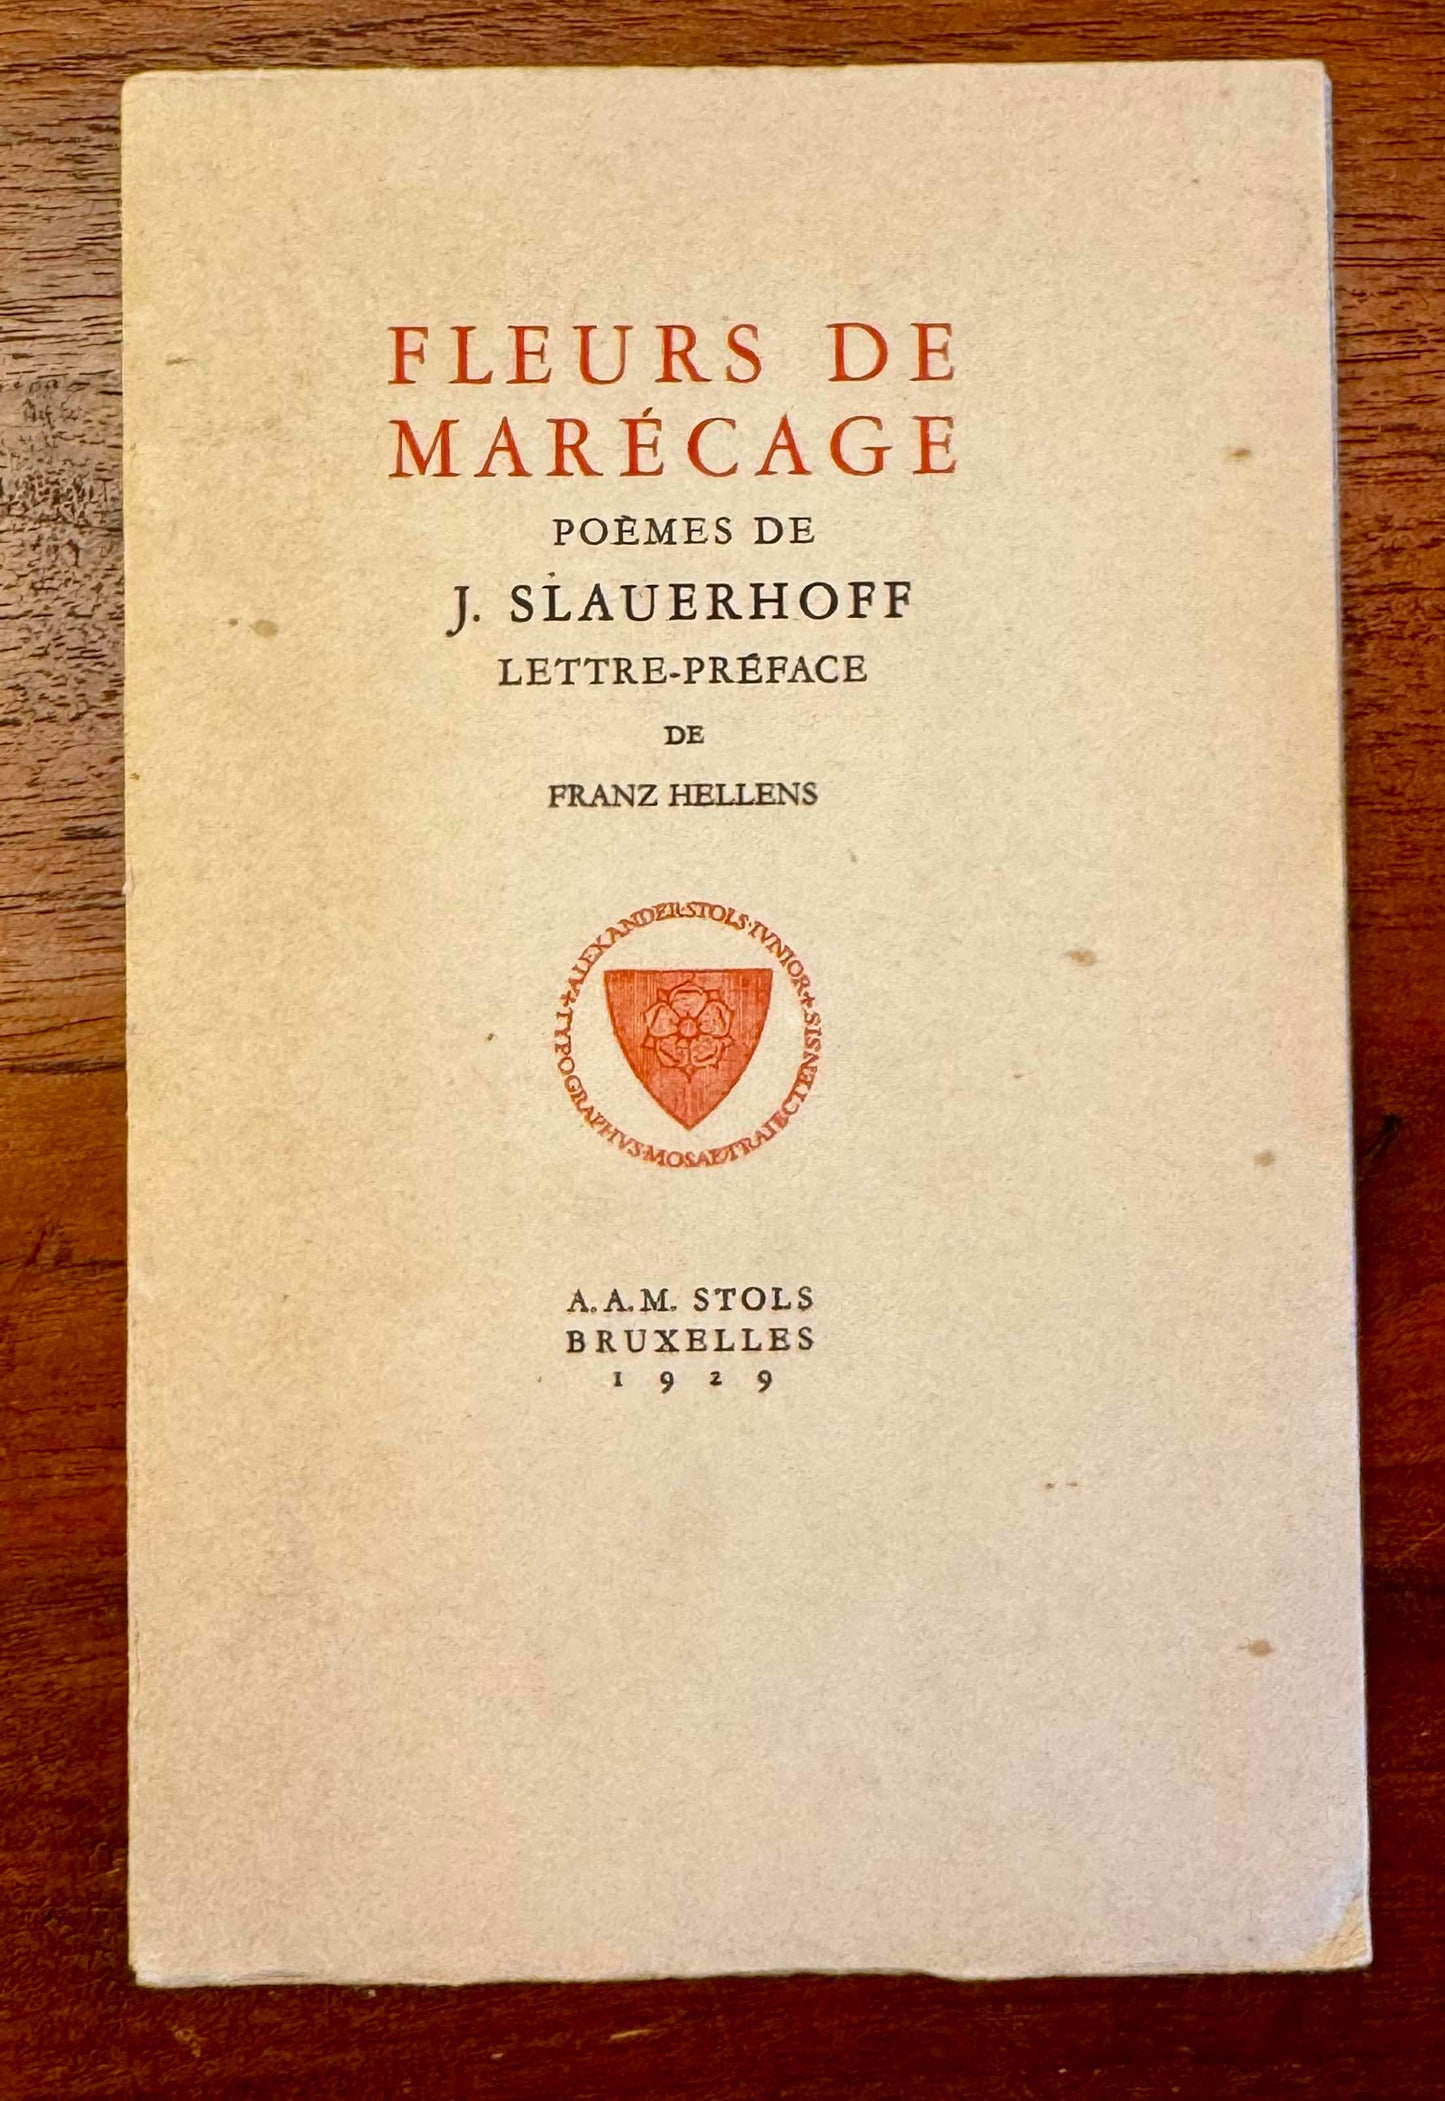 FLEURS DE
MARÉCAGE
POÈMES DE
J. SLAUERHOFF
LETTRE-PRÉFACE
DE
FRANZ HELLENS
TYPOGRAPHVS·MOSAETRAIECTENSIS✝ALEXANDER·STOLS·IVNIOR✝
A.A.M. STOLS
BRUXELLES
1929